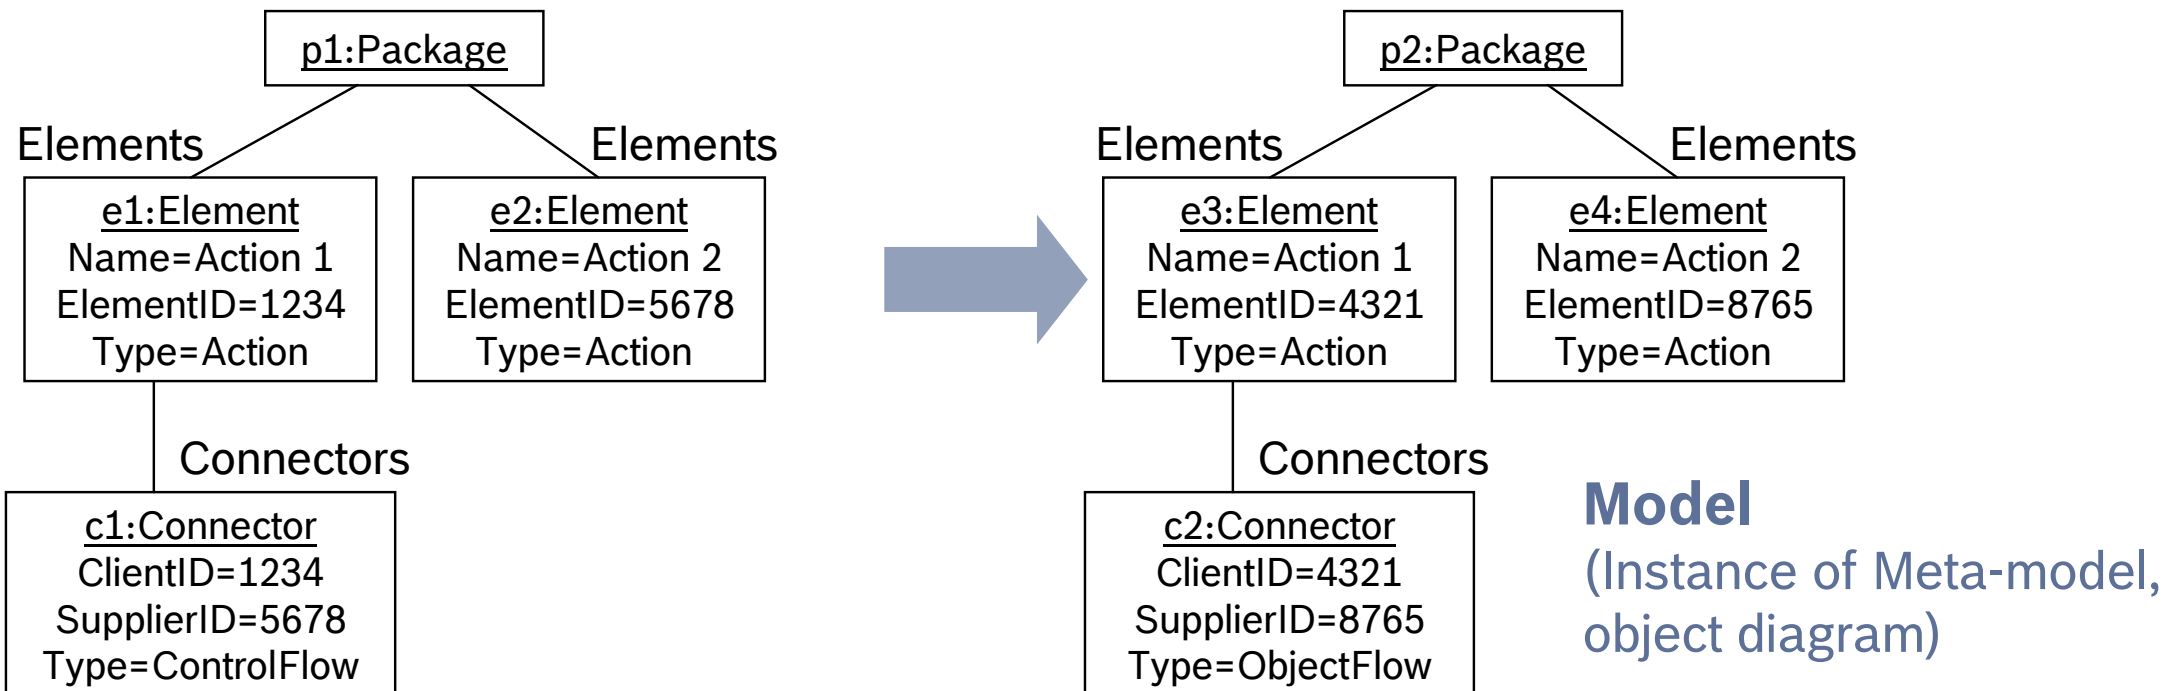 p1:Package
Elements
Elements
e1:Element
Name=Action 1
ElementID=1234
Type=Action
e2:Element
Name=Action 2
ElementID=5678
Type=Action
Connectors
c1:Connector
ClientID=1234
SupplierID=5678
Type=ControlFlow
p2:Package
Elements
Elements
e3:Element
Name=Action 1
ElementID=4321
Type=Action
e4:Element
Name=Action 2
ElementID=8765
Type=Action
Connectors
c2:Connector
ClientID=4321
SupplierID=8765
Type=ObjectFlow
Model
(Instance of Meta-model,
object diagram)